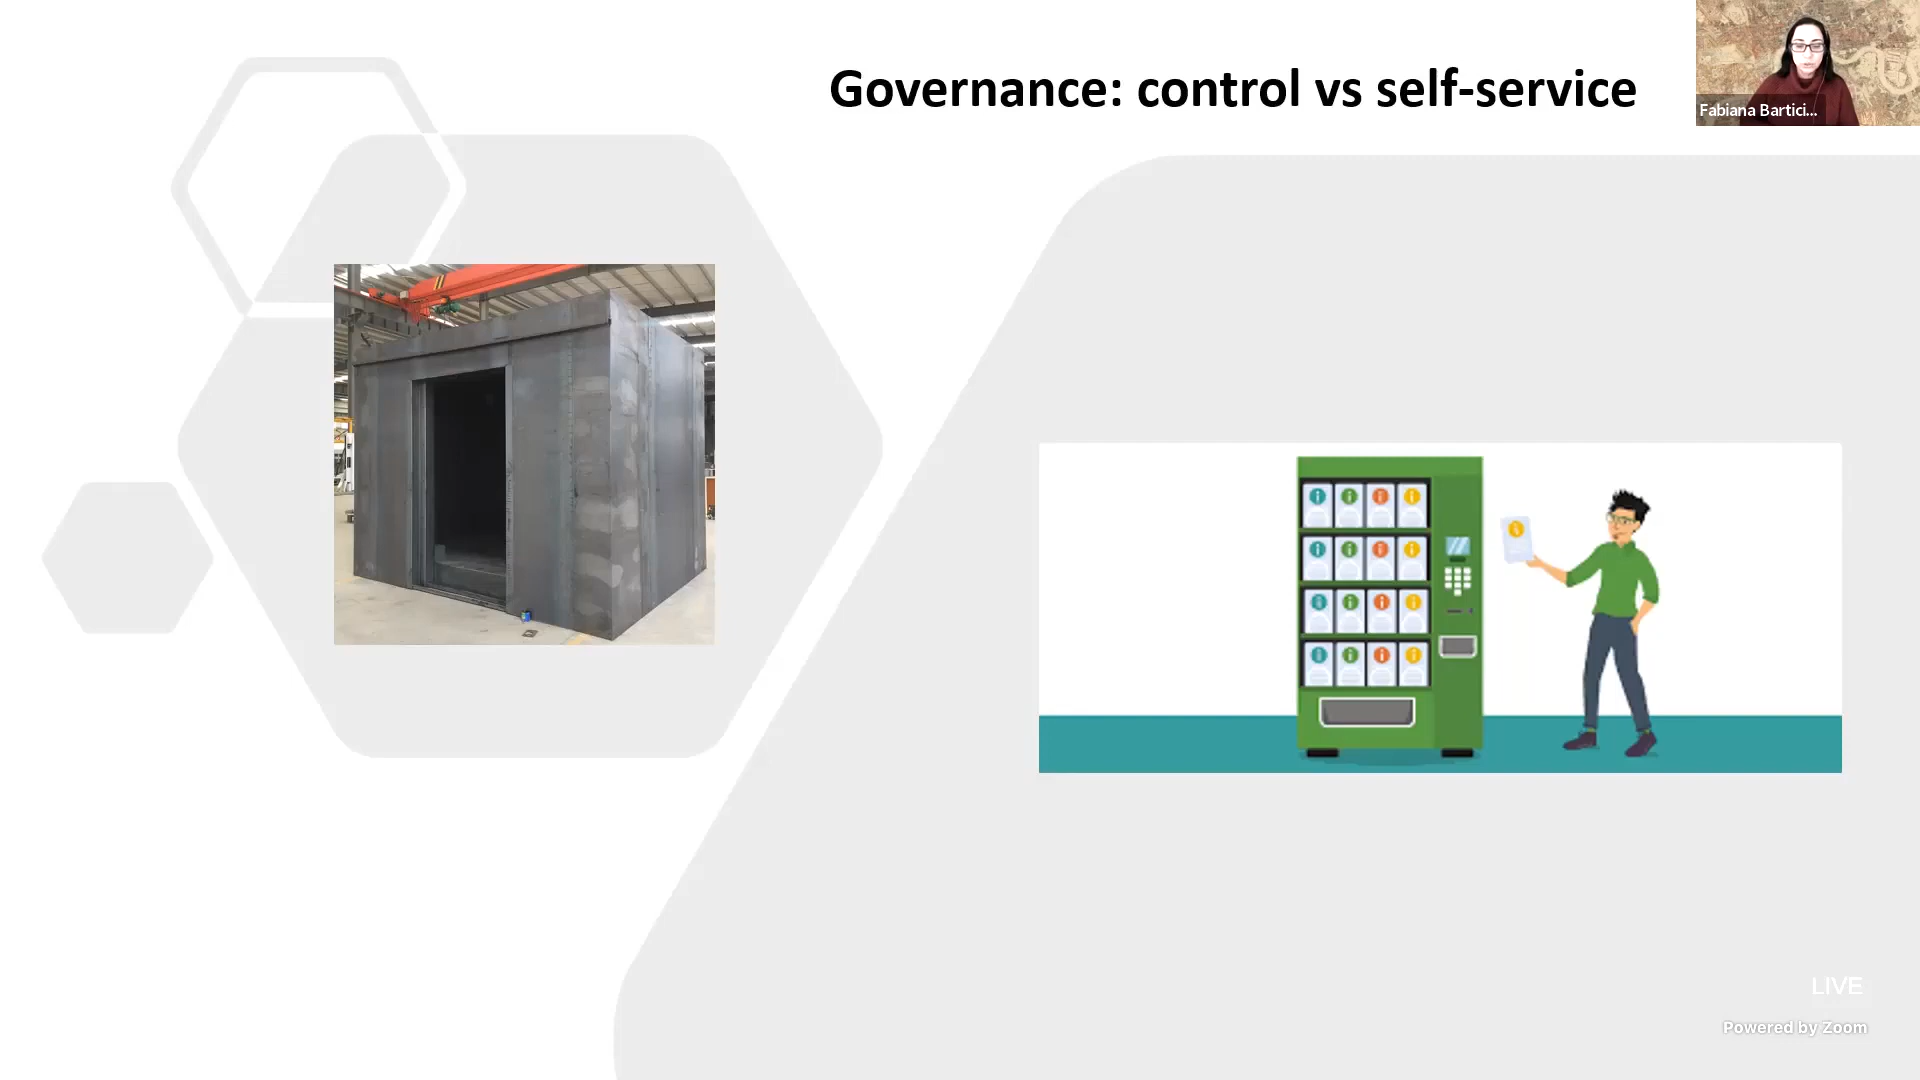 Governance: control vs self-service
Fabiana Bartici...
LIVE
Powered by Zoom